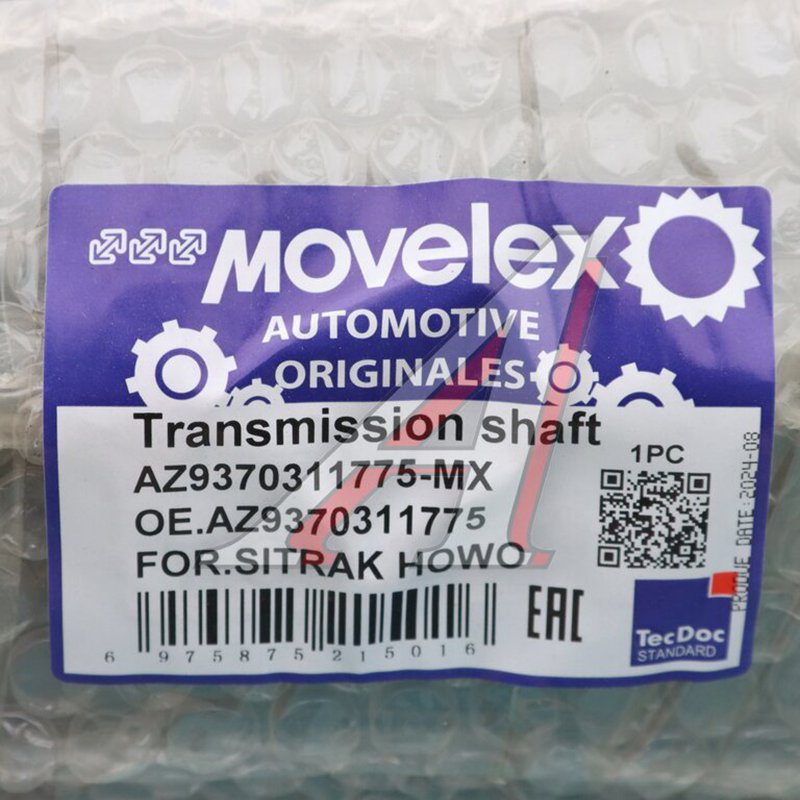 MOVELEX
AUTOMOTIVE
ORIGINALES
Transmission shaft
AZ9370311775-MX
OE.AZ9370311775
FOR.SITRAK HOWO
1PC
PRODUE DATE:2024-08
6 975875 215016
EAC
TecDoc
STANDARD